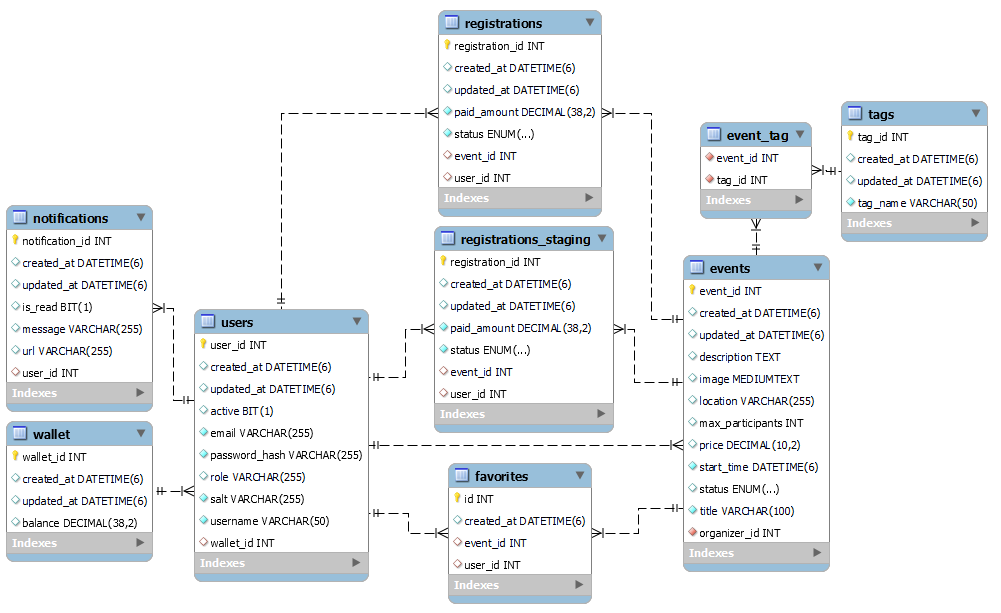 registrations
registration_id INT
created_at DATETIME(6)
updated_at DATETIME(6)
paid_amount DECIMAL(38,2)
status ENUM(...)
event_id INT
user_id INT
Indexes
event_tag
event_id INT
tag_id INT
Indexes
tags
tag_id INT
created_at DATETIME(6)
updated_at DATETIME(6)
tag_name VARCHAR(50)
Indexes
notifications
notification_id INT
created_at DATETIME(6)
updated_at DATETIME(6)
is_read BIT(1)
message VARCHAR(255)
url VARCHAR(255)
user_id INT
Indexes
registrations_staging
registration_id INT
created_at DATETIME(6)
updated_at DATETIME(6)
paid_amount DECIMAL(38,2)
status ENUM(...)
event_id INT
user_id INT
Indexes
events
event_id INT
created_at DATETIME(6)
updated_at DATETIME(6)
description TEXT
image MEDIUMTEXT
location VARCHAR(255)
max_participants INT
price DECIMAL(10,2)
start_time DATETIME(6)
status ENUM(...)
title VARCHAR(100)
organizer_id INT
Indexes
users
user_id INT
created_at DATETIME(6)
updated_at DATETIME(6)
active BIT(1)
email VARCHAR(255)
password_hash VARCHAR(255)
role VARCHAR(255)
salt VARCHAR(255)
username VARCHAR(50)
wallet_id INT
Indexes
wallet
wallet_id INT
created_at DATETIME(6)
updated_at DATETIME(6)
balance DECIMAL(38,2)
Indexes
favorites
id INT
created_at DATETIME(6)
event_id INT
user_id INT
Indexes